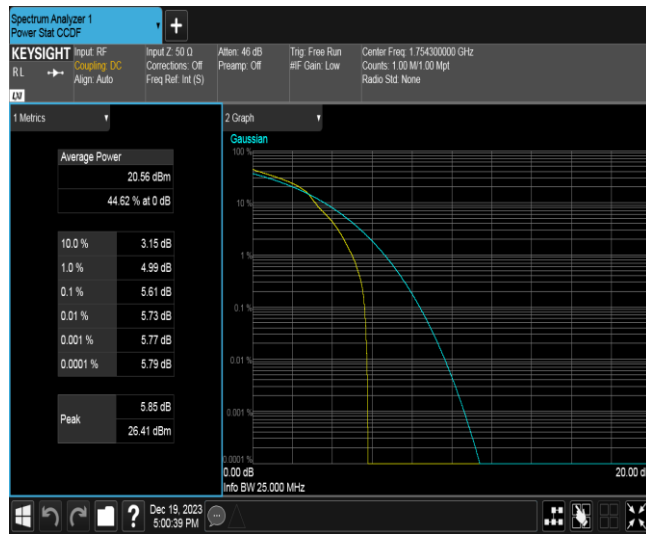 Spectrum Analyzer 1
Power Stat CCDF
+
KEYSIGHT
RL
LXI
Input: RF
Coupling: DC
Align: Auto
Input Z: 50 Ω
Corrections: Off
Freq Ref: Int (S)
Atten: 46 dB
Preamp: Off
Trig: Free Run
#IF Gain: Low
Center Freq: 1.754300000 GHz
Counts: 1.00 M/1.00 Mpt
Radio Std: None
1 Metrics
Average Power
20.56 dBm
44.62 % at 0 dB
10.0 % 3.15 dB
1.0 % 4.99 dB
0.1 % 5.61 dB
0.01 % 5.73 dB
0.001 % 5.77 dB
0.0001 % 5.79 dB
Peak
5.85 dB
26.41 dBm
2 Graph
Gaussian
100 %
10 %
1 %
0.1 %
0.01 %
0.001 %
0.0001 %
0.00 dB
20.00 d
Info BW 25.000 MHz
?
Dec 19, 2023
5:00:39 PM